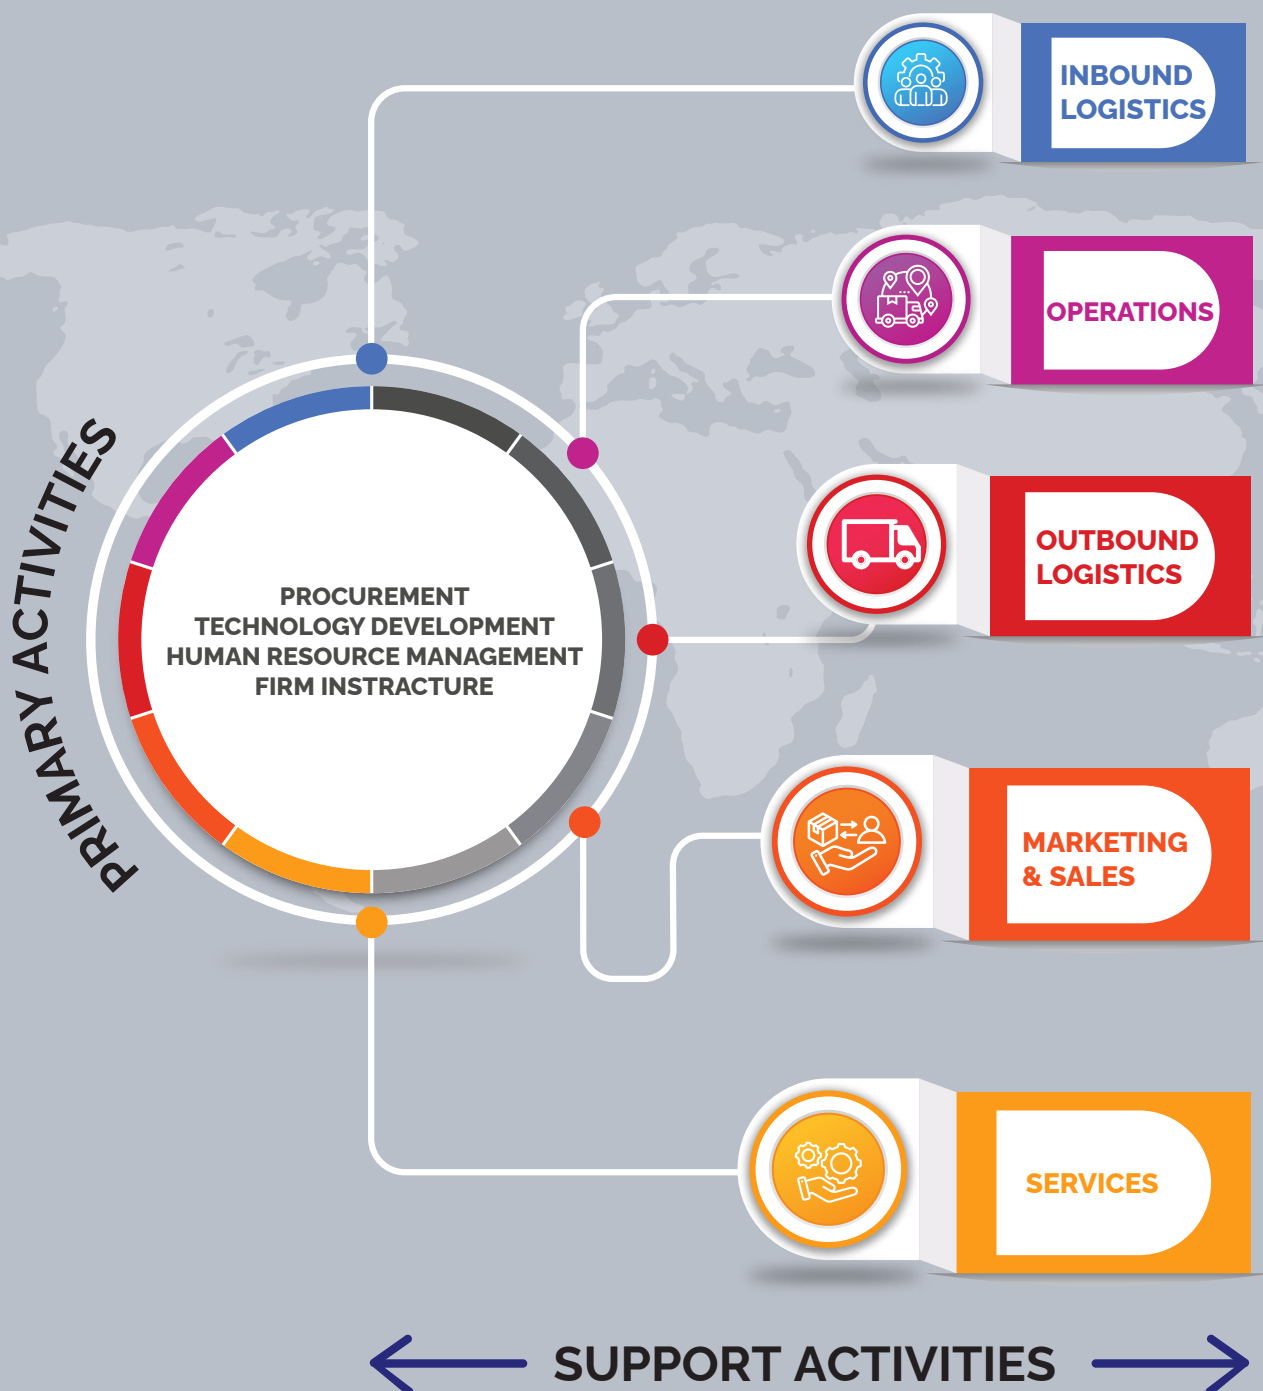 INBOUND
LOGISTICS
OPERATIONS
OUTBOUND
LOGISTICS
MARKETING
& SALES
SERVICES
PRIMARY ACTIVITIES
PROCUREMENT
TECHNOLOGY DEVELOPMENT
HUMAN RESOURCE MANAGEMENT
FIRM INSTRACTURE
SUPPORT ACTIVITIES